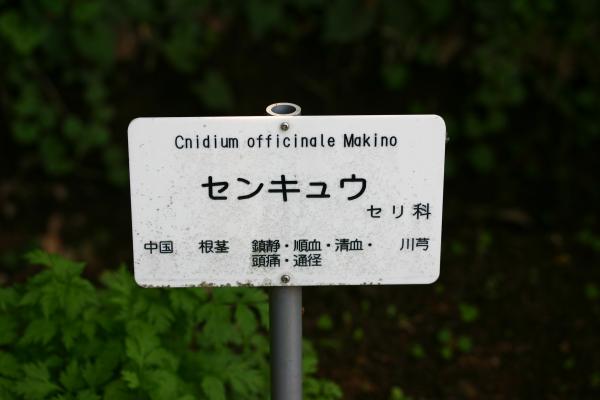 Cnidium officinale Makino
センキュウ
セリ科
中国 根茎 鎮静・順血・清血・ 川芎
頭痛・通径